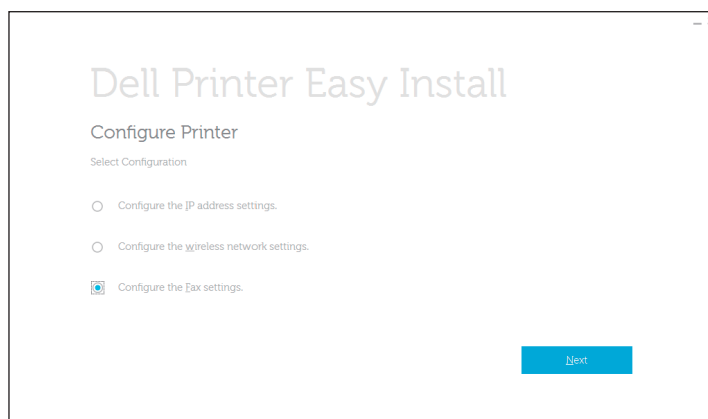 Dell Printer Easy Install
Configure Printer
Select Configuration
Configure the IP address settings.
Configure the wireless network settings.
Configure the Fax settings.
Next